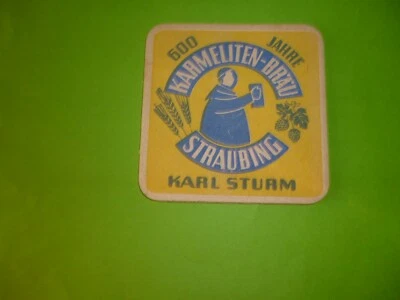 600 JAHRE
KARMELITEN-BRÄU
STRAUBING
KARL STURM